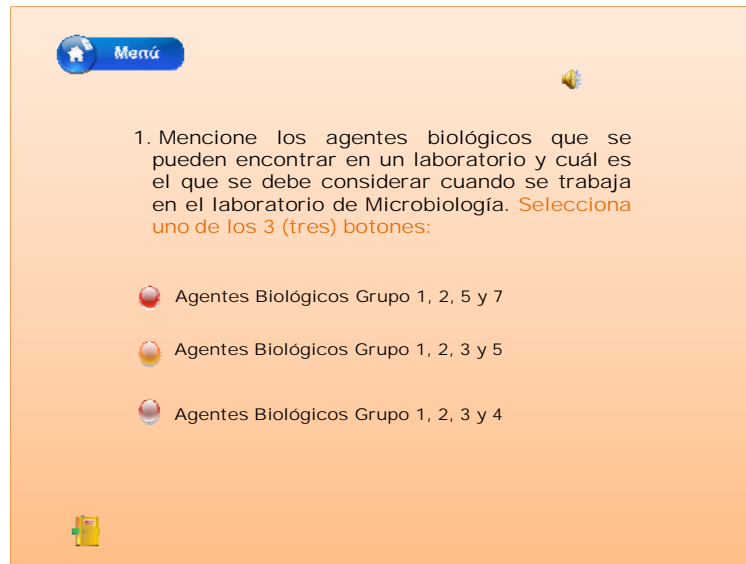 Menú
1. Mencione los agentes biológicos que se
pueden encontrar en un laboratorio y cuál es
el que se debe considerar cuando se trabaja
en el laboratorio de Microbiología. Selecciona
uno de los 3 (tres) botones:
Agentes Biológicos Grupo 1, 2, 5 y 7
Agentes Biológicos Grupo 1, 2, 3 y 5
Agentes Biológicos Grupo 1, 2, 3 y 4